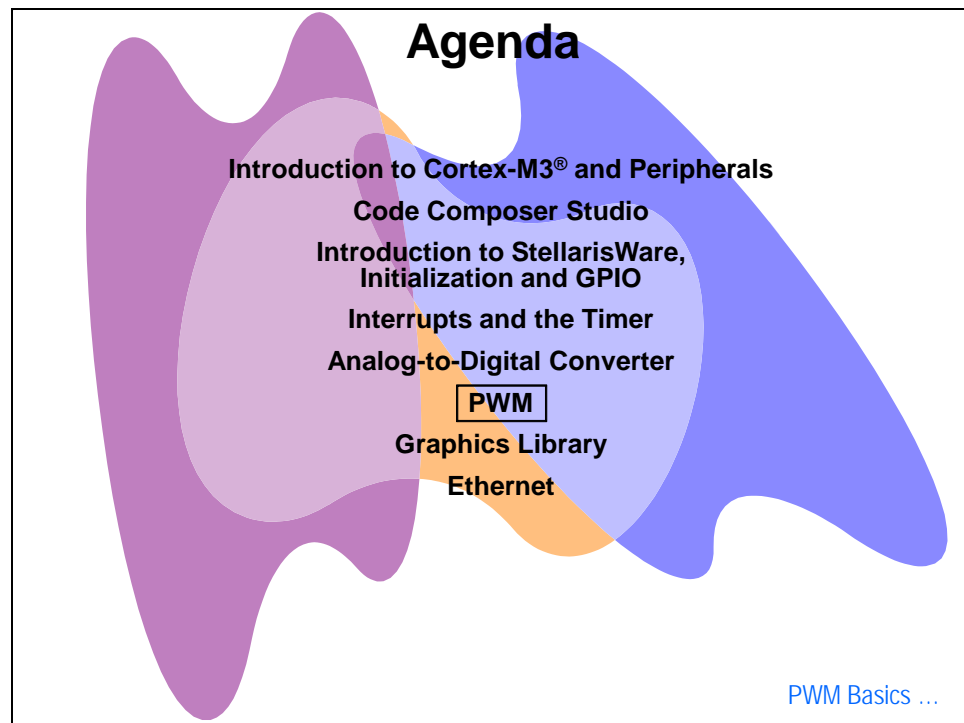 Agenda
Introduction to Cortex-M3® and Peripherals
Code Composer Studio
Introduction to StellarisWare,
Initialization and GPIO
Interrupts and the Timer
Analog-to-Digital Converter
PWM
Graphics Library
Ethernet
PWM Basics ...